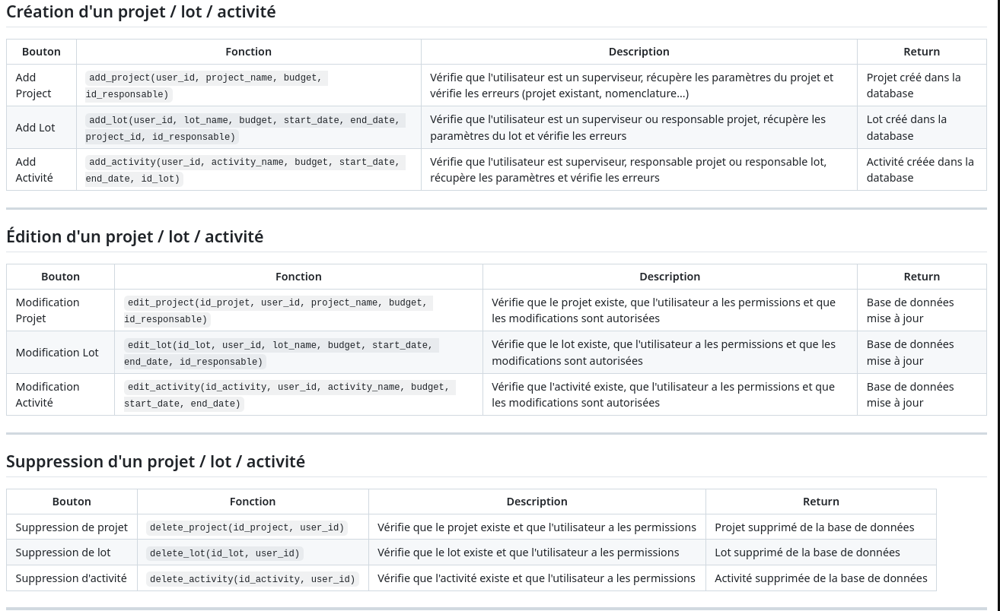 Création d'un projet / lot / activité
Bouton Fonction Description Return
Add Project add_project(user_id, project_name, budget, id_responsable) Vérifie que l'utilisateur est un superviseur, récupère les paramètres du projet et vérifie les erreurs (projet existant, nomenclature...) Projet créé dans la database
Add Lot add_lot(user_id, lot_name, budget, start_date, end_date, project_id, id_responsable) Vérifie que l'utilisateur est un superviseur ou responsable projet, récupère les paramètres du lot et vérifie les erreurs Lot créé dans la database
Add Activité add_activity(user_id, activity_name, budget, start_date, end_date, id_lot) Vérifie que l'utilisateur est superviseur, responsable projet ou responsable lot, récupère les paramètres et vérifie les erreurs Activité créée dans la database
Édition d'un projet / lot / activité
Bouton Fonction Description Return
Modification Projet edit_project(id_projet, user_id, project_name, budget, id_responsable) Vérifie que le projet existe, que l'utilisateur a les permissions et que les modifications sont autorisées Base de données mise à jour
Modification Lot edit_lot(id_lot, user_id, lot_name, budget, start_date, end_date, id_responsable) Vérifie que le lot existe, que l'utilisateur a les permissions et que les modifications sont autorisées Base de données mise à jour
Modification Activité edit_activity(id_activity, user_id, activity_name, budget, start_date, end_date) Vérifie que l'activité existe, que l'utilisateur a les permissions et que les modifications sont autorisées Base de données mise à jour
Suppression d'un projet / lot / activité
Bouton Fonction Description Return
Suppression de projet delete_project(id_project, user_id) Vérifie que le projet existe et que l'utilisateur a les permissions Projet supprimé de la base de données
Suppression de lot delete_lot(id_lot, user_id) Vérifie que le lot existe et que l'utilisateur a les permissions Lot supprimé de la base de données
Suppression d'activité delete_activity(id_activity, user_id) Vérifie que l'activité existe et que l'utilisateur a les permissions Activité supprimée de la base de données